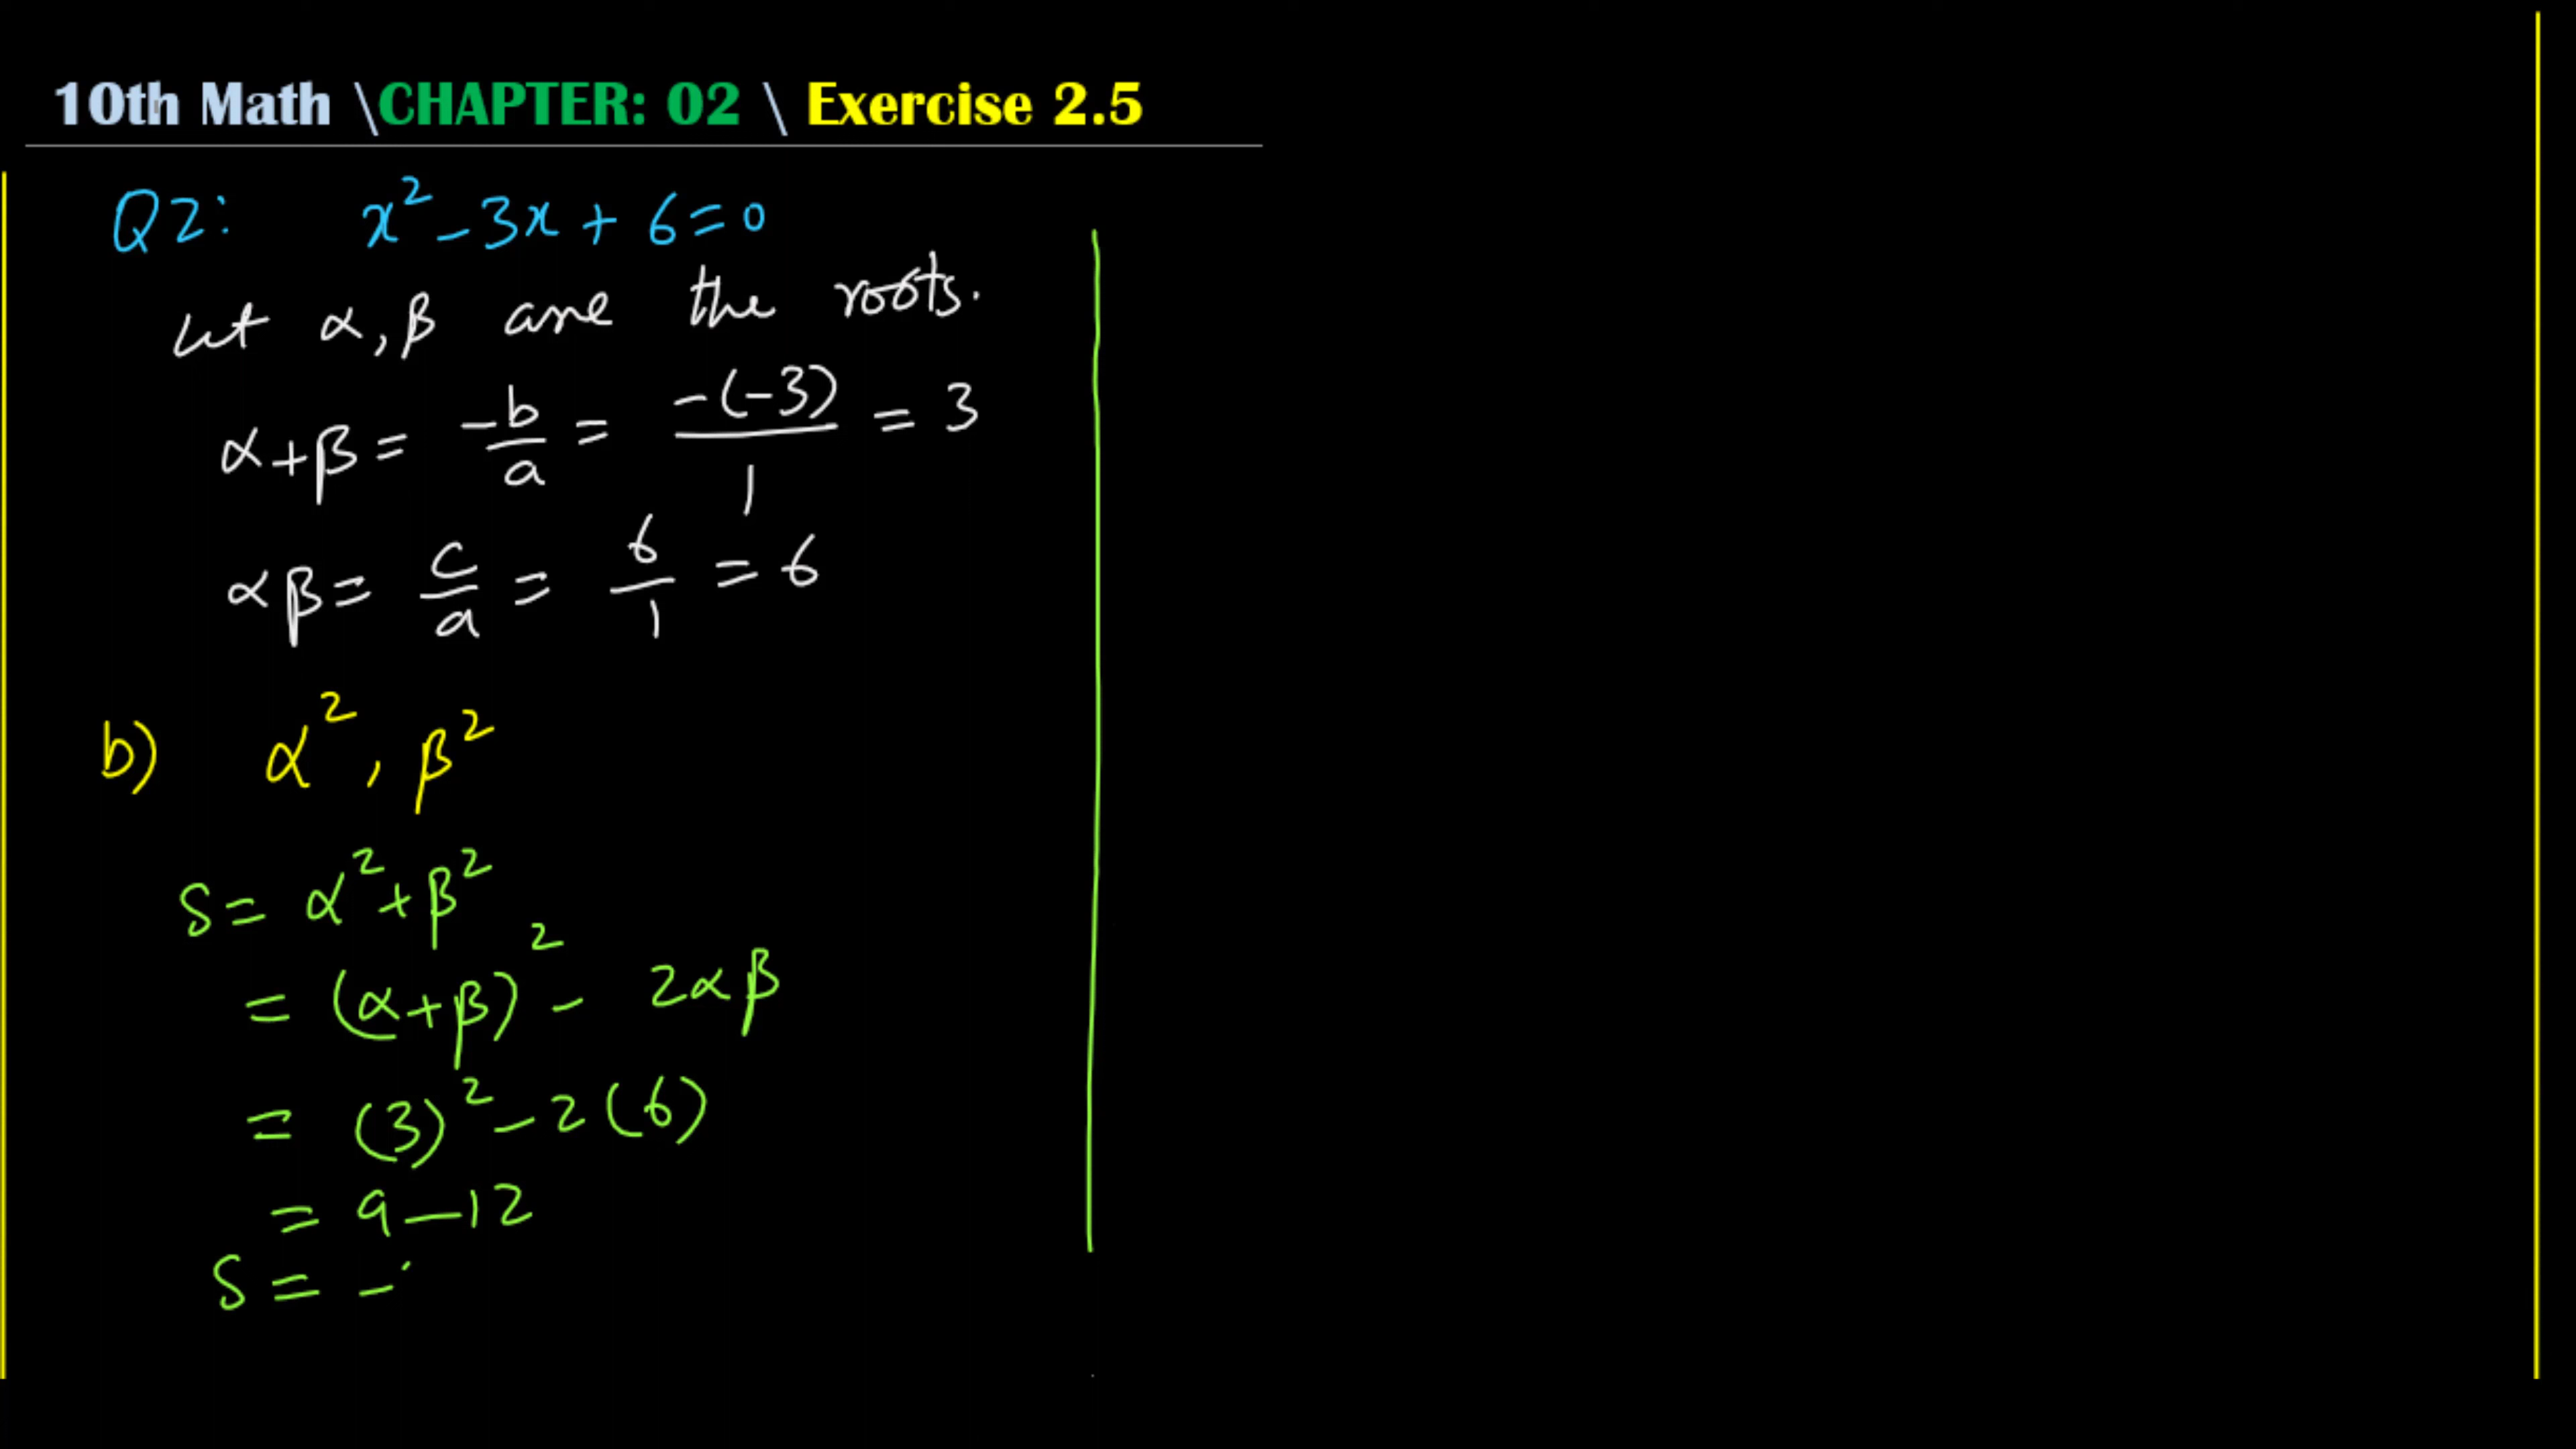 10th Math \CHAPTER: 02 \ Exercise 2.5
Q2: x² - 3x + 6 = 0
Let α, β are the roots.
α+β = -b/a = -(-3)/1 = 3
αβ = c/a = 6/1 = 6
b) α², β²
S = α²+β²
= (α+β)² - 2αβ
= (3)² - 2(6)
= 9 - 12
S = -